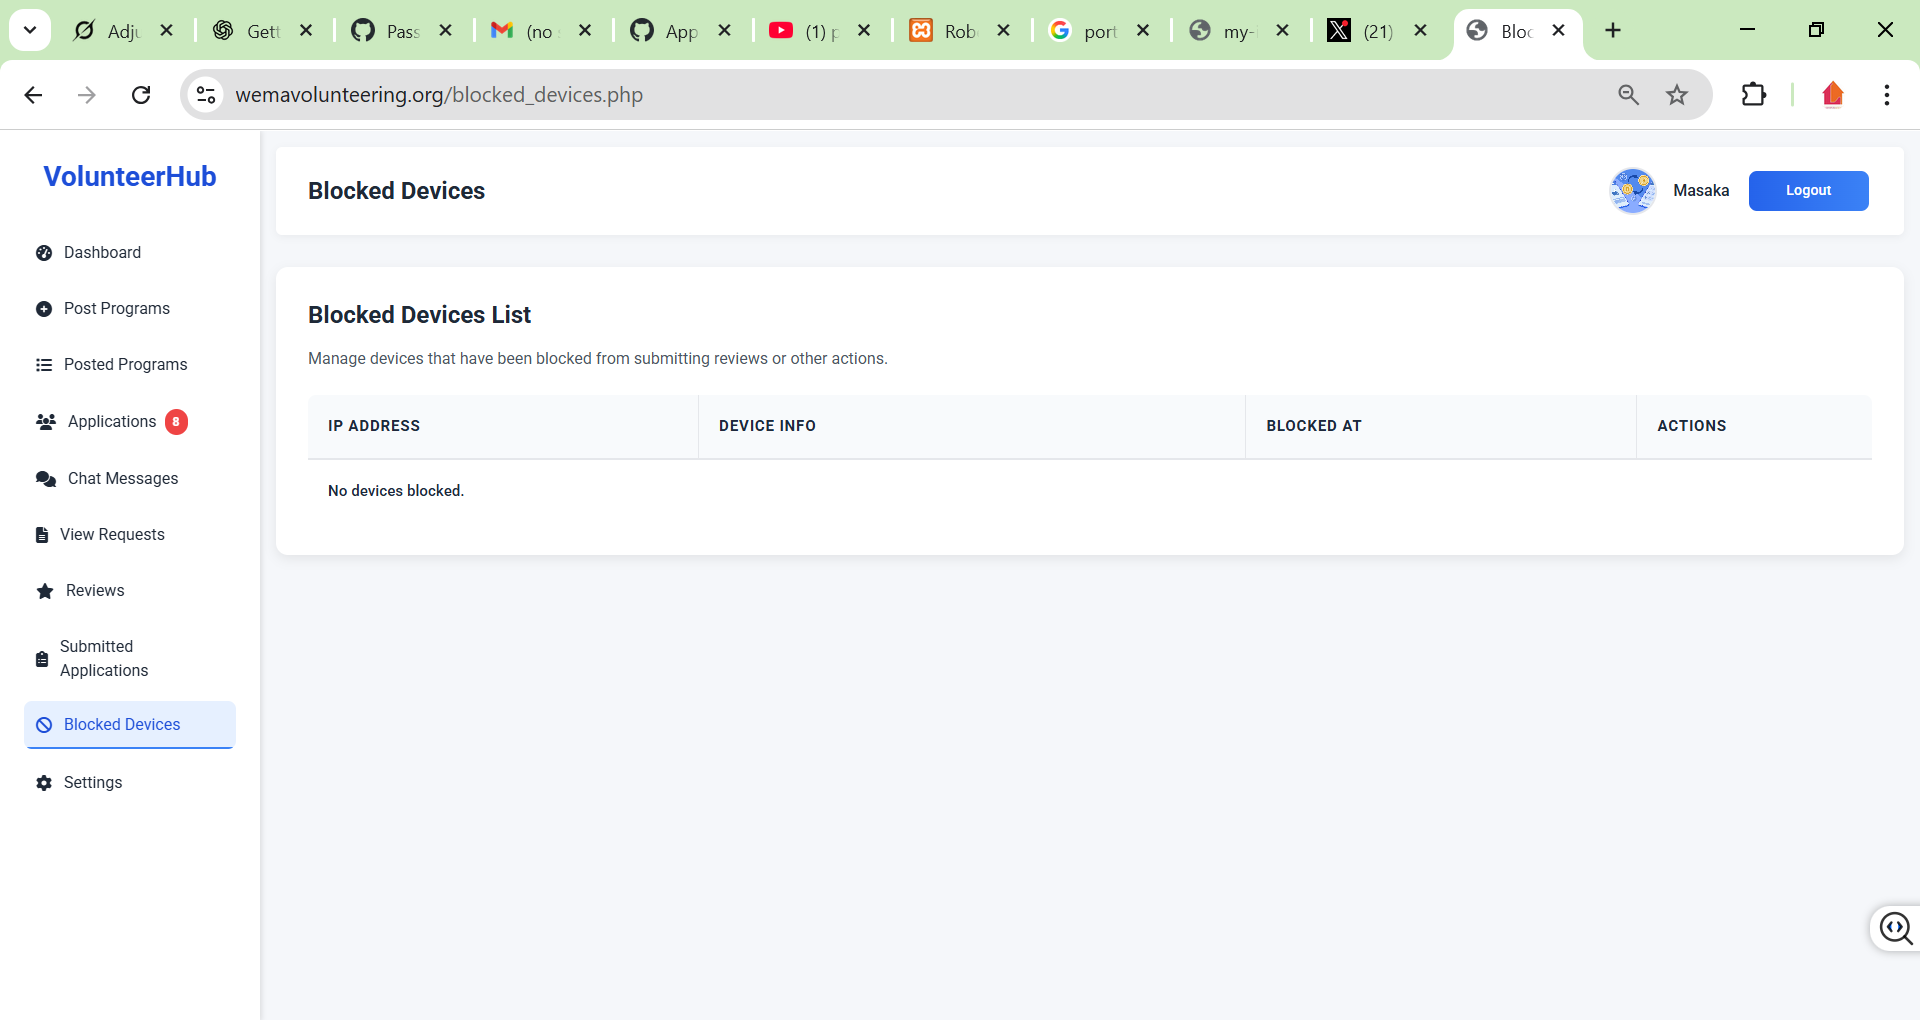 Adju
Gett
Pass
(no s
App
(1) p
Rob
port
my-
(21)
Bloc
wemavolunteering.org/blocked_devices.php
VolunteerHub
Dashboard
Post Programs
Posted Programs
Applications 8
Chat Messages
View Requests
Reviews
Submitted
Applications
Blocked Devices
Settings
Blocked Devices
Masaka
Logout
Blocked Devices List
Manage devices that have been blocked from submitting reviews or other actions.
IP ADDRESS
DEVICE INFO
BLOCKED AT
ACTIONS
No devices blocked.